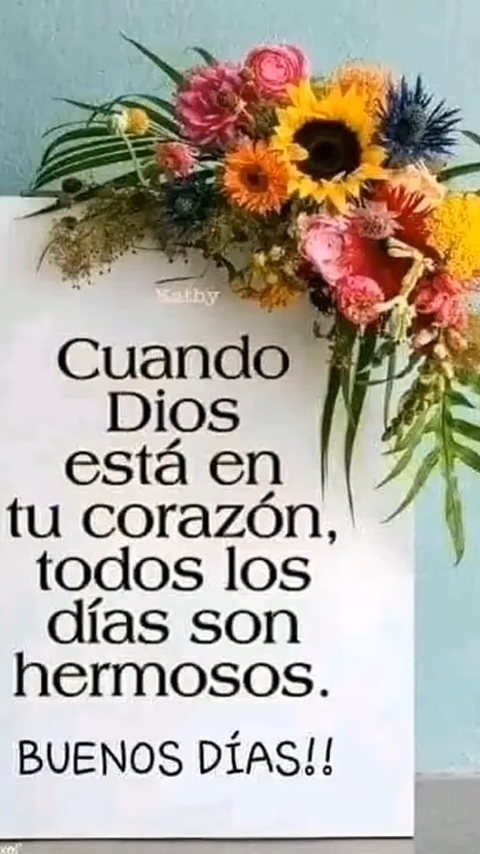 Kathy
Cuando
Dios
está en
tu corazón,
todos los
días son
hermosos.
BUENOS DÍAS!!